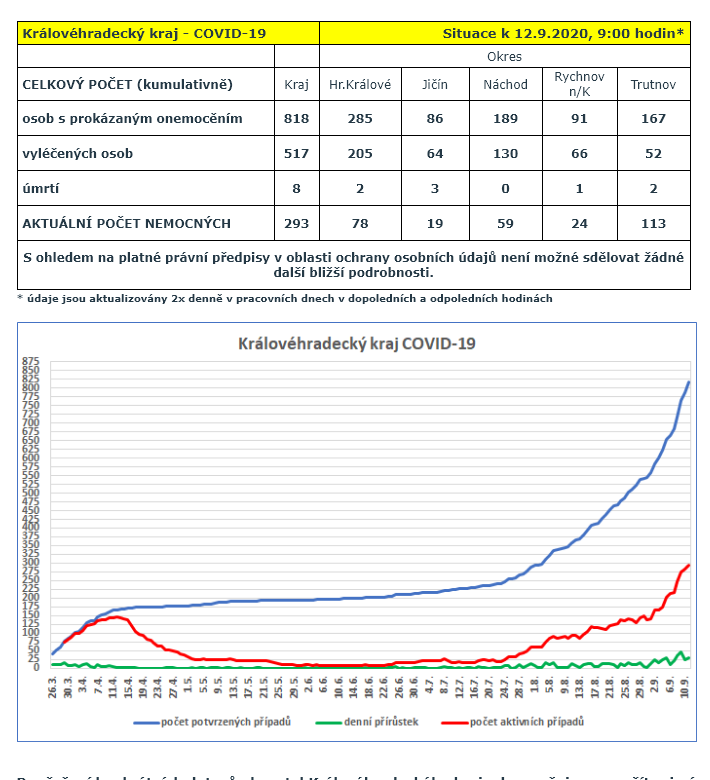 Královéhradecký kraj - COVID-19 Situace k 12.9.2020, 9:00 hodin*
Okres
CELKOVÝ POČET (kumulativně) Kraj Hr.Králové Jičín Náchod Rychnov n/K Trutnov
osob s prokázaným onemocěním 818 285 86 189 91 167
vyléčených osob 517 205 64 130 66 52
úmrtí 8 2 3 0 1 2
AKTUÁLNÍ POČET NEMOCNÝCH 293 78 19 59 24 113
S ohledem na platné právní předpisy v oblasti ochrany osobních údajů není možné sdělovat žádné
další bližší podrobnosti.
* údaje jsou aktualizovány 2x denně v pracovních dnech v dopoledních a odpoledních hodinách
Královéhradecký kraj COVID-19
875
850
825
800
775
750
725
700
675
650
625
600
575
550
525
500
475
450
425
400
375
350
325
300
275
250
225
200
175
150
125
100
75
50
25
0
26.3. 30.3. 3.4. 7.4. 11.4. 15.4. 19.4. 23.4. 27.4. 1.5. 5.5. 9.5. 13.5. 17.5. 21.5. 25.5. 29.5. 2.6. 6.6. 10.6. 14.6. 18.6. 22.6. 26.6. 30.6. 4.7. 8.7. 12.7. 16.7. 20.7. 24.7. 28.7. 1.8. 5.8. 9.8. 13.8. 17.8. 21.8. 25.8. 29.8. 2.9. 6.9. 10.9.
počet potvrzených případů denní přírůstek počet aktivních případů